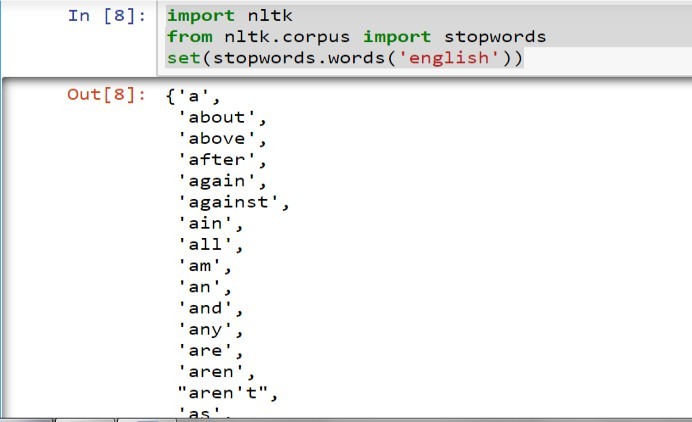 In [8]: import nltk
from nltk.corpus import stopwords
set(stopwords.words('english'))
Out[8]: {'a',
'about',
'above',
'after',
'again',
'against',
'ain',
'all',
'am',
'an',
'and',
'any',
'are',
'aren',
"aren't",
'as',